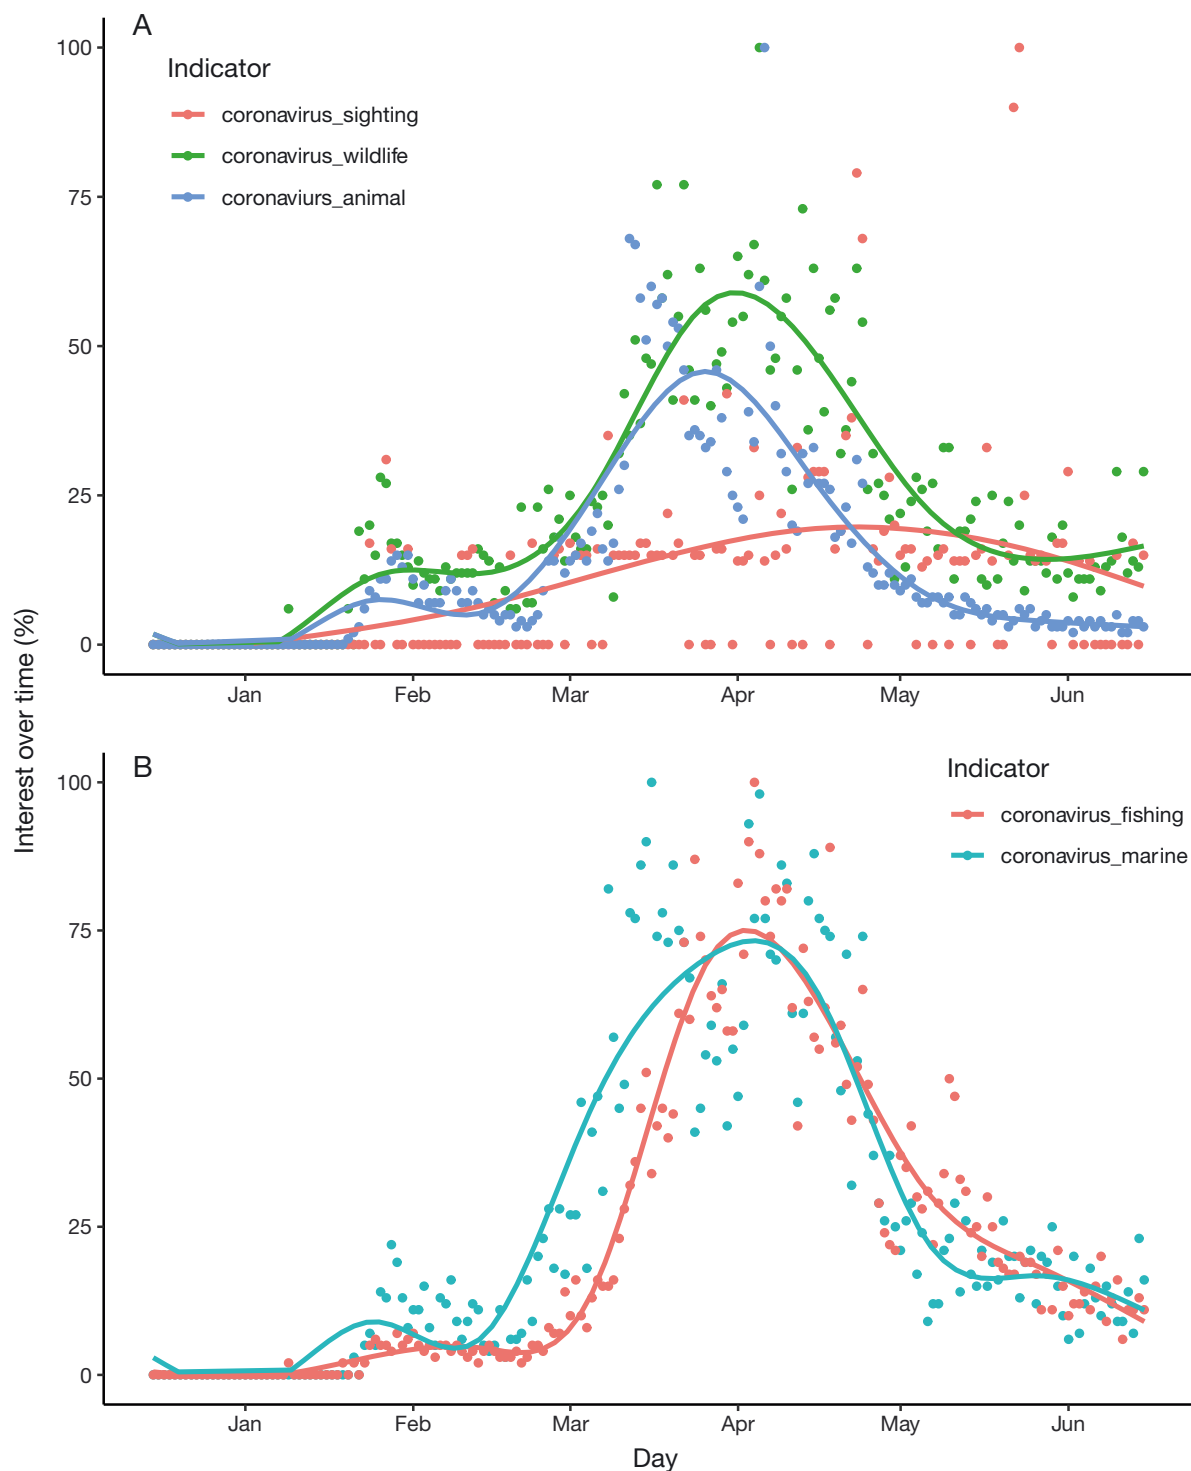 A
Indicator
coronavirus_sighting
coronavirus_wildlife
coronaviurs_animal
100
75
50
25
0
Jan Feb Mar Apr May Jun
Interest over time (%)
B
Indicator
coronavirus_fishing
coronavirus_marine
100
75
50
25
0
Jan Feb Mar Apr May Jun
Day